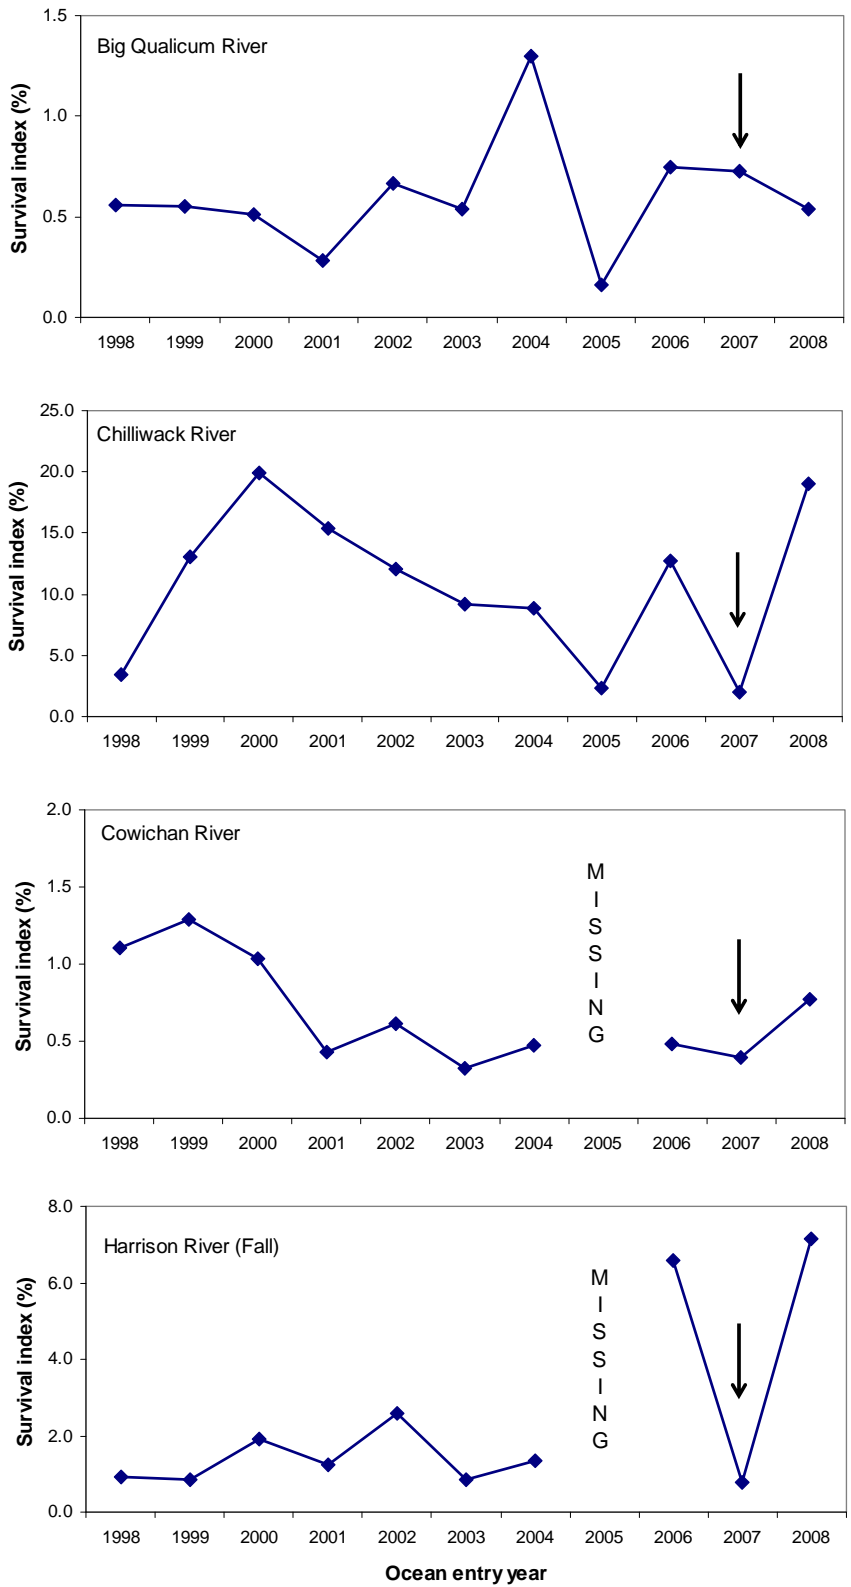 Big Qualicum River
Survival index (%)
1.5
1.0
0.5
0.0
1998 1999 2000 2001 2002 2003 2004 2005 2006 2007 2008
Chilliwack River
Survival index (%)
25.0
20.0
15.0
10.0
5.0
0.0
1998 1999 2000 2001 2002 2003 2004 2005 2006 2007 2008
Cowichan River
Survival index (%)
2.0
1.5
1.0
0.5
0.0
MISSING
1998 1999 2000 2001 2002 2003 2004 2005 2006 2007 2008
Harrison River (Fall)
Survival index (%)
8.0
6.0
4.0
2.0
0.0
MISSING
1998 1999 2000 2001 2002 2003 2004 2005 2006 2007 2008
Ocean entry year